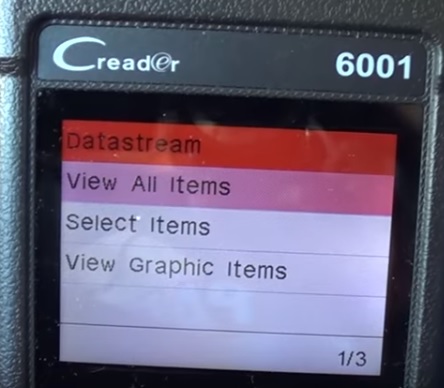 Creader 6001
Datastream
View All Items
Select Items
View Graphic Items
1/3